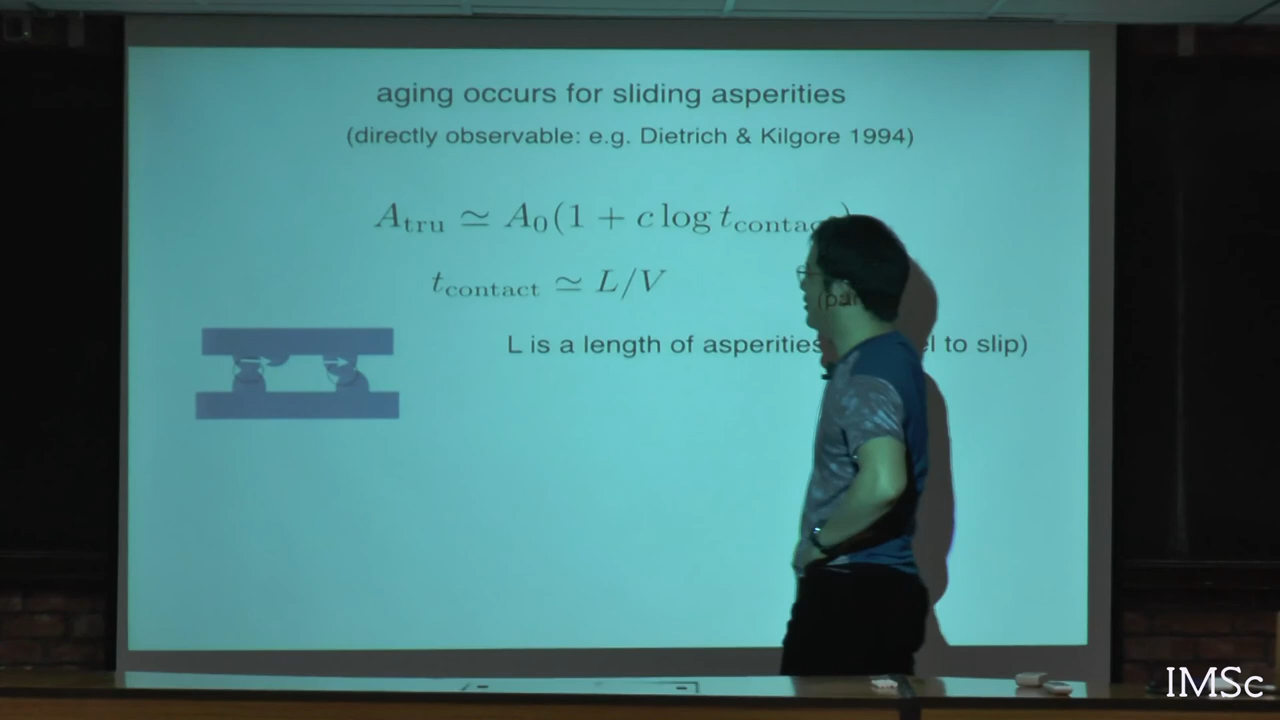 aging occurs for sliding asperities
(directly observable: e.g. Dietrich & Kilgore 1994)
A_tru ≃ A_0(1 + c log t_contac )
t_contact ≃ L/V
(par
L is a length of asperities l to slip)
IMSc